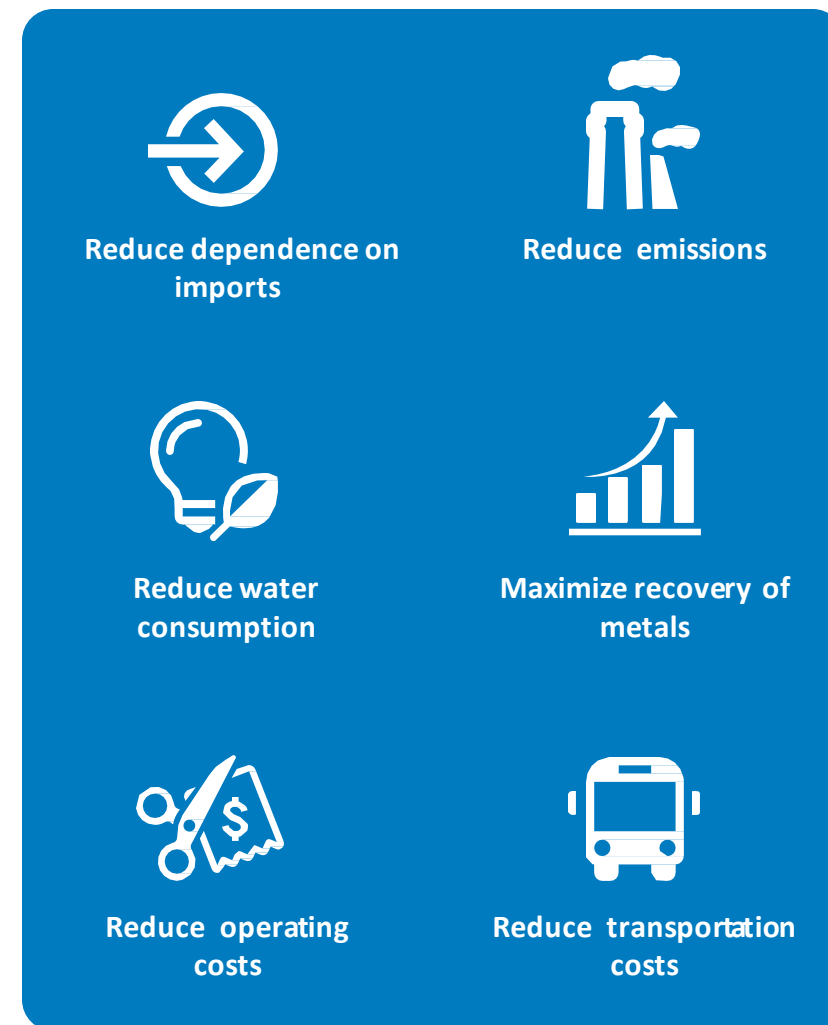 Reduce dependence on
imports
Reduce emissions
Reduce water
consumption
Maximize recovery of
metals
$
Reduce operating
costs
Reduce transportation
costs